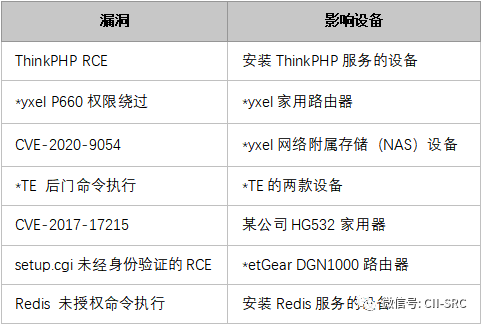 漏洞 影响设备
ThinkPHP RCE 安装 ThinkPHP 服务的设备
*yxel P660 权限绕过 *yxel 家用路由器
CVE-2020-9054 *yxel 网络附属存储（NAS）设备
*TE 后门命令执行 *TE 的两款设备
CVE-2017-17215 某公司 HG532 家用器
setup.cgi 未经身份验证的 RCE *etGear DGN1000 路由器
Redis 未授权命令执行 安装 Redis 服务的设备
微信号: CII-SRC